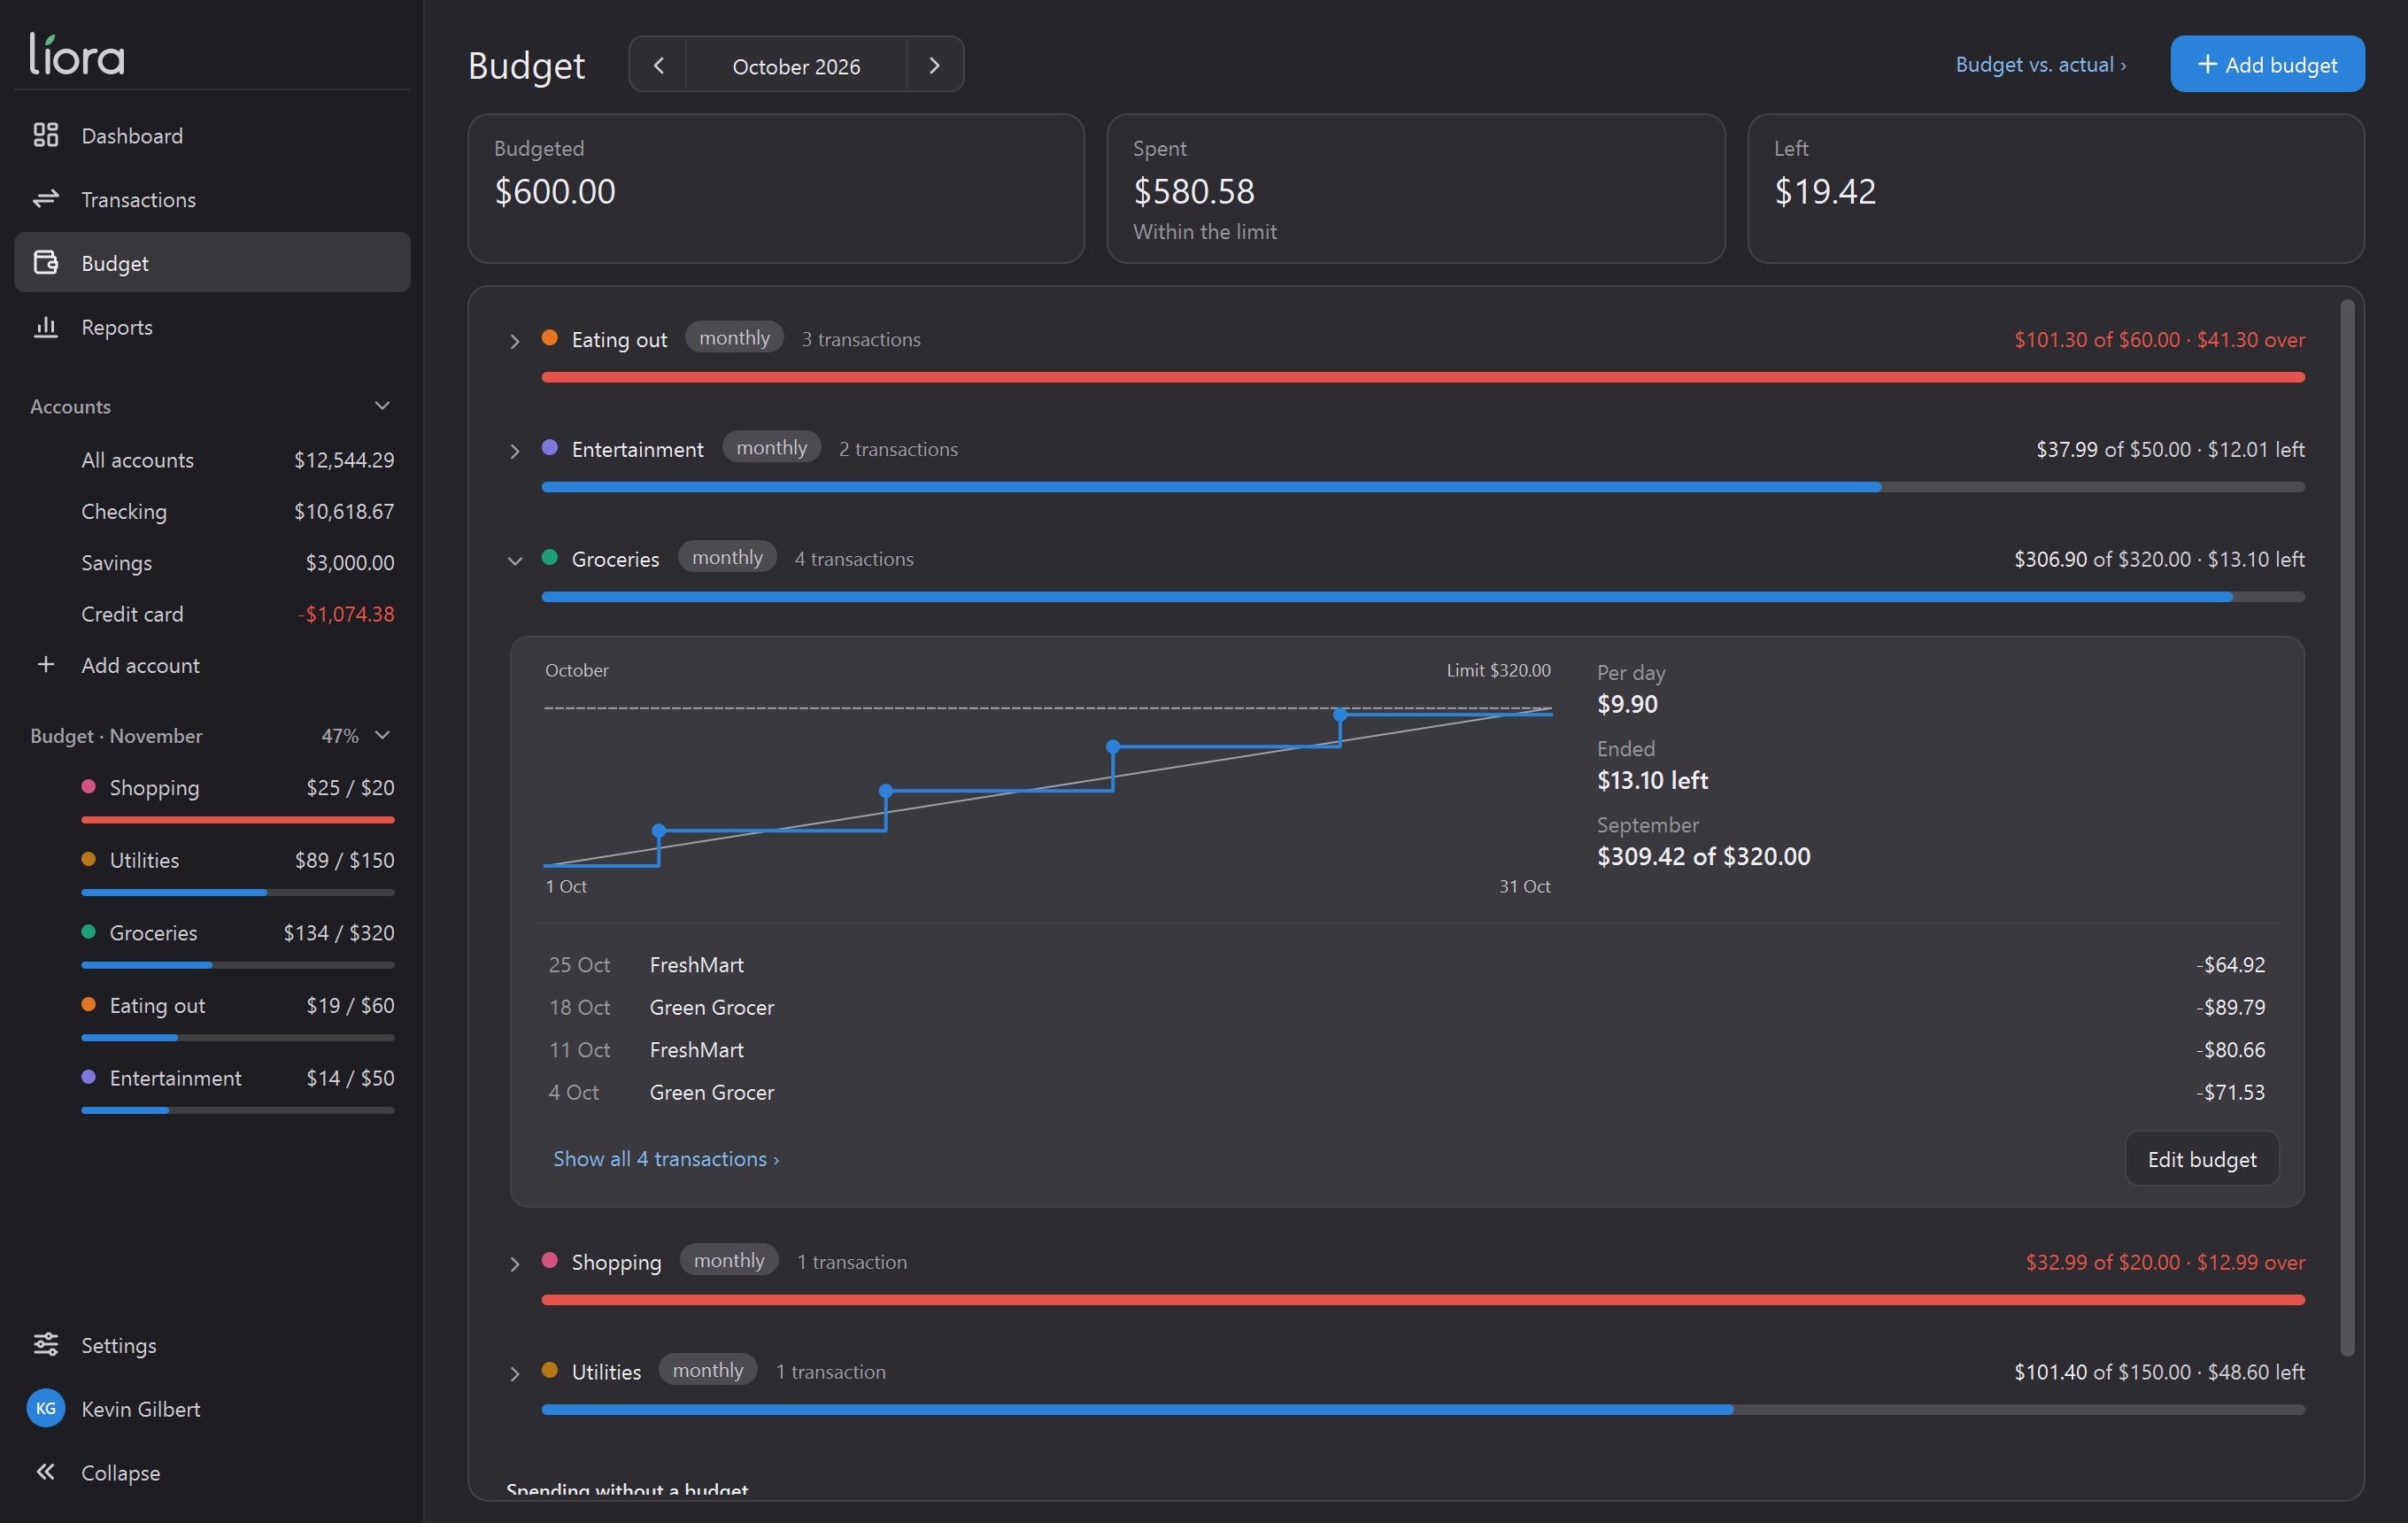 liora
Dashboard
Transactions
Budget
Reports
Accounts
All accounts $12,544.29
Checking $10,618.67
Savings $3,000.00
Credit card -$1,074.38
Add account
Budget · November 47%
Shopping $25 / $20
Utilities $89 / $150
Groceries $134 / $320
Eating out $19 / $60
Entertainment $14 / $50
Settings
KG Kevin Gilbert
Collapse
Budget October 2026 Budget vs. actual › + Add budget
Budgeted
$600.00
Spent
$580.58
Within the limit
Left
$19.42
Eating out monthly 3 transactions $101.30 of $60.00 · $41.30 over
Entertainment monthly 2 transactions $37.99 of $50.00 · $12.01 left
Groceries monthly 4 transactions $306.90 of $320.00 · $13.10 left
October Limit $320.00
1 Oct 31 Oct
Per day
$9.90
Ended
$13.10 left
September
$309.42 of $320.00
25 Oct FreshMart -$64.92
18 Oct Green Grocer -$89.79
11 Oct FreshMart -$80.66
4 Oct Green Grocer -$71.53
Show all 4 transactions › Edit budget
Shopping monthly 1 transaction $32.99 of $20.00 · $12.99 over
Utilities monthly 1 transaction $101.40 of $150.00 · $48.60 left
Spending without a budget